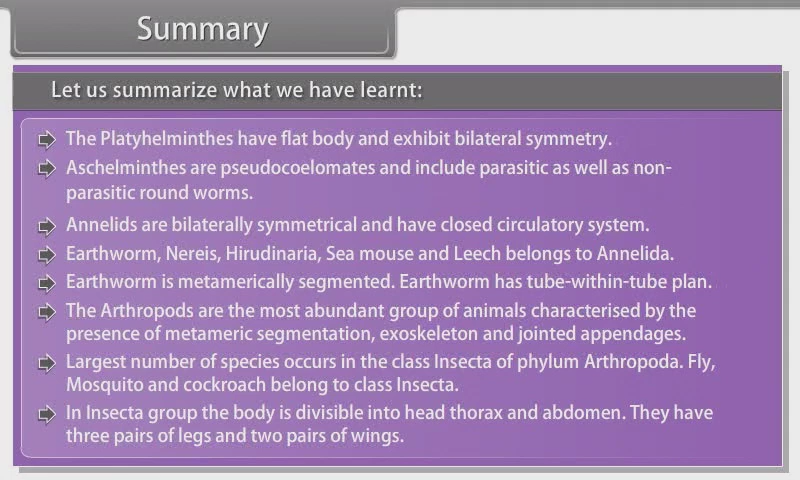 Summary
Let us summarize what we have learnt:
The Platyhelminthes have flat body and exhibit bilateral symmetry.
Aschelminthes are pseudocoelomates and include parasitic as well as non-
parasitic round worms.
Annelids are bilaterally symmetrical and have closed circulatory system.
Earthworm, Nereis, Hirudinaria, Sea mouse and Leech belongs to Annelida.
Earthworm is metamerically segmented. Earthworm has tube-within-tube plan.
The Arthropods are the most abundant group of animals characterised by the
presence of metameric segmentation, exoskeleton and jointed appendages.
Largest number of species occurs in the class Insecta of phylum Arthropoda. Fly,
Mosquito and cockroach belong to class Insecta.
In Insecta group the body is divisible into head thorax and abdomen. They have
three pairs of legs and two pairs of wings.